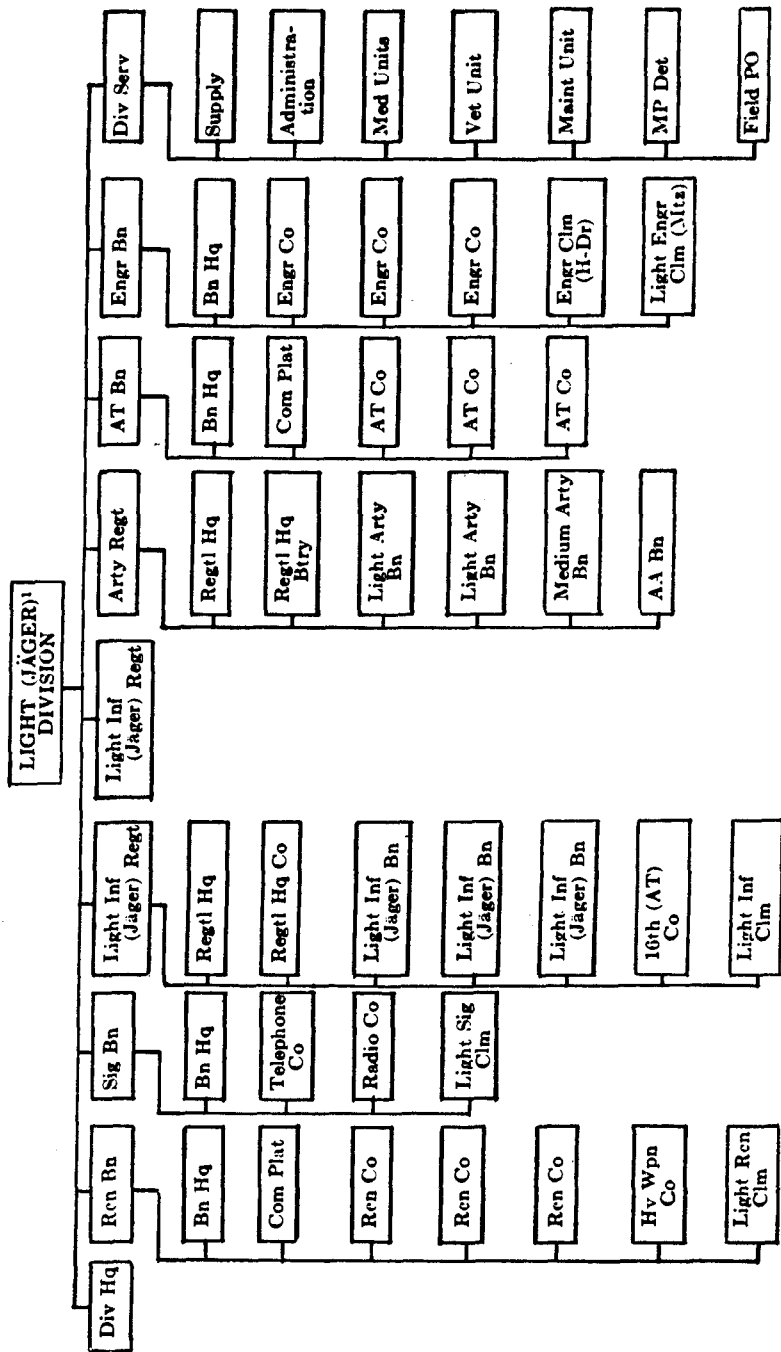 LIGHT (JÄGER)¹
DIVISION
Div Hq
Rcn Bn
Bn Hq
Com Plat
Rcn Co
Rcn Co
Rcn Co
Hv Wpn
Co
Light Rcn
Clm
Sig Bn
Bn Hq
Telephone
Co
Radio Co
Light Sig
Clm
Light Inf
(Jäger) Regt
Regtl Hq
Regtl Hq Co
Light Inf
(Jäger) Bn
Light Inf
(Jäger) Bn
Light Inf
(Jäger) Bn
16th (AT)
Co
Light Inf
Clm
Light Inf
(Jäger) Regt
Arty Regt
Regtl Hq
Regtl Hq
Btry
Light Arty
Bn
Light Arty
Bn
Medium Arty
Bn
AA Bn
AT Bn
Bn Hq
Com Plat
AT Co
AT Co
AT Co
Engr Bn
Bn Hq
Engr Co
Engr Co
Engr Co
Engr Clm
(H-Dr)
Light Engr
Clm (Mtz)
Div Serv
Supply
Administra-
tion
Med Units
Vet Unit
Maint Unit
MP Det
Field PO